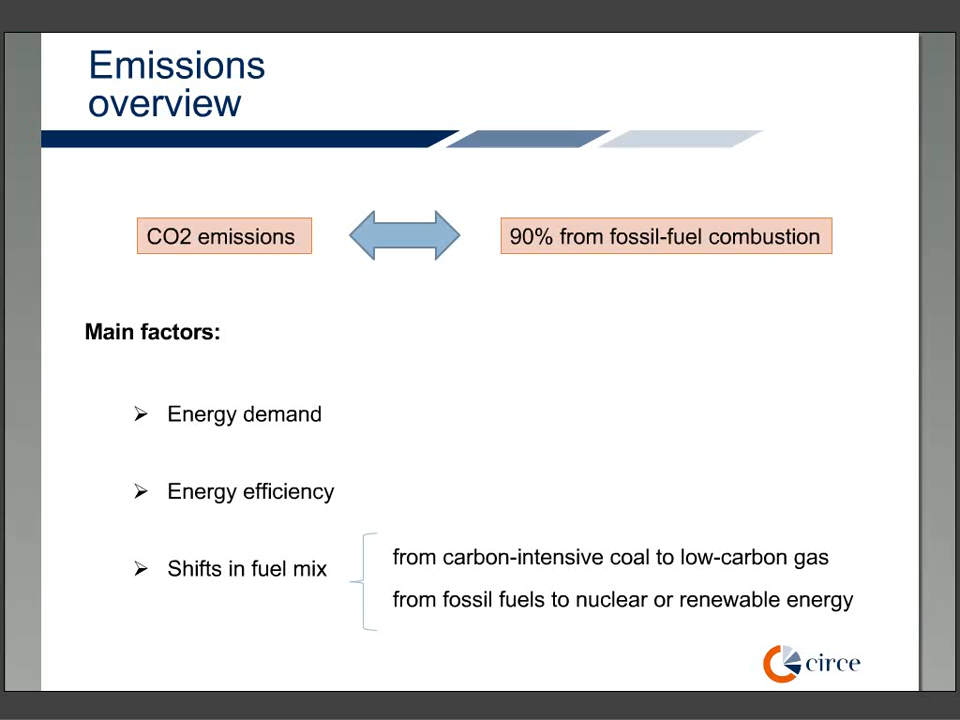 Emissions
overview
CO2 emissions
90% from fossil-fuel combustion
Main factors:
Energy demand
Energy efficiency
Shifts in fuel mix
from carbon-intensive coal to low-carbon gas
from fossil fuels to nuclear or renewable energy
circe